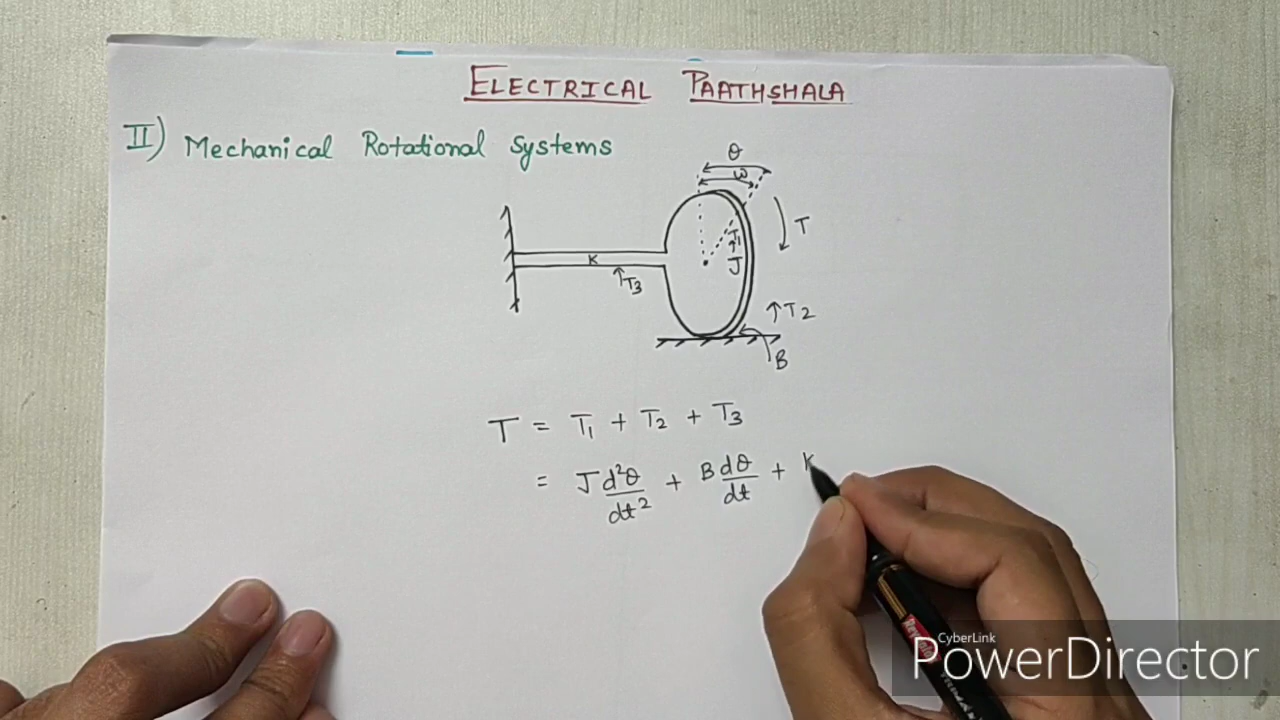 ELECTRICAL PAATHSHALA
II) Mechanical Rotational Systems
θ
ω
T
T1
J
K
T3
T2
B
T = T1 + T2 + T3
= J d²θ/dt² + B dθ/dt + K
CyberLink
PowerDirector